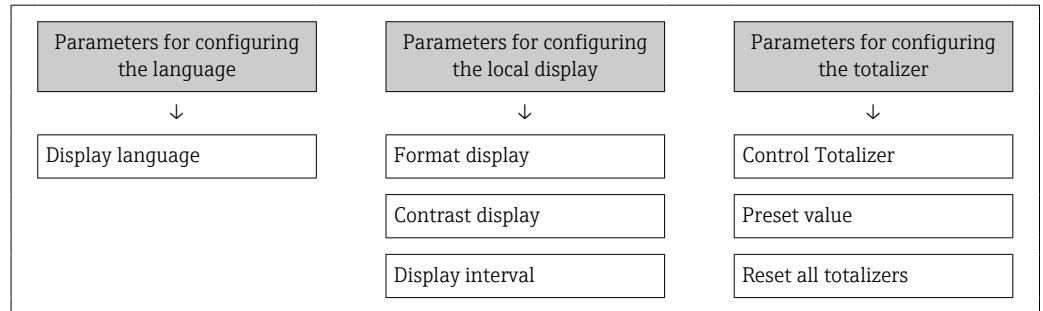 Parameters for configuring
the language
↓
Display language
Parameters for configuring
the local display
↓
Format display
Contrast display
Display interval
Parameters for configuring
the totalizer
↓
Control Totalizer
Preset value
Reset all totalizers